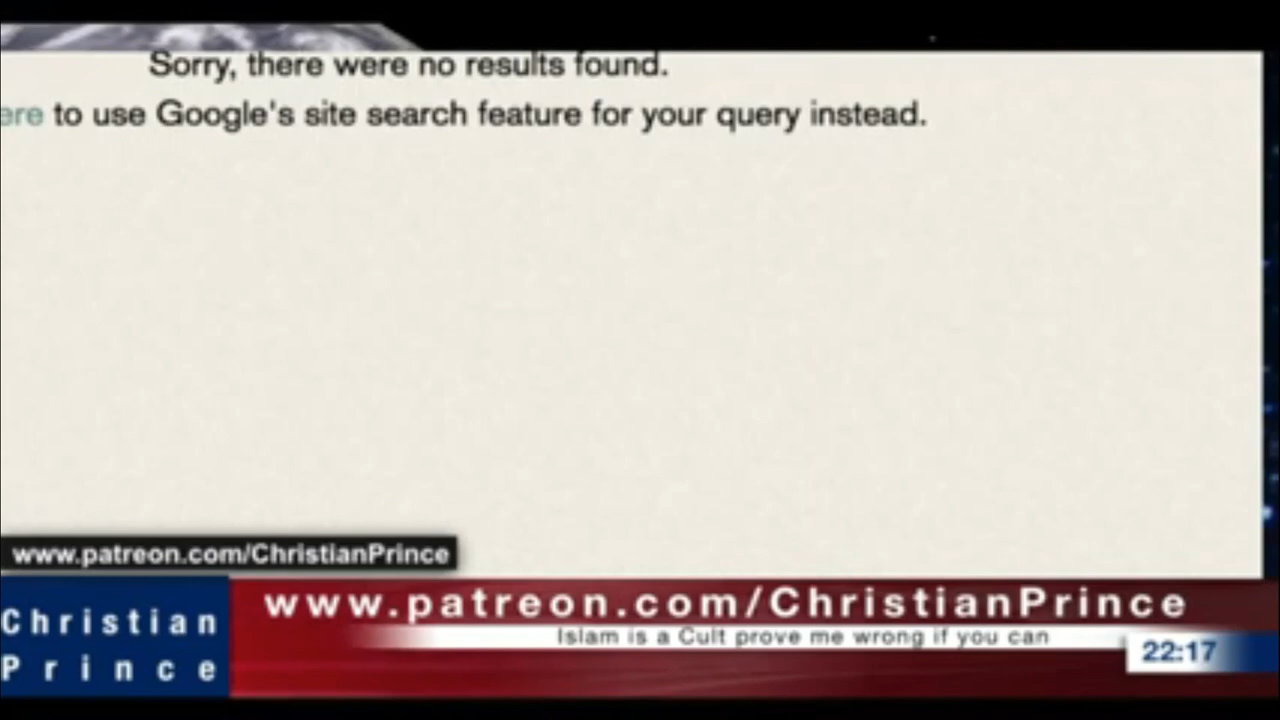 Sorry, there were no results found.
ere to use Google's site search feature for your query instead.
www.patreon.com/ChristianPrince
Christian
Prince
www.patreon.com/ChristianPrince
Islam is a Cult prove me wrong if you can
22:17